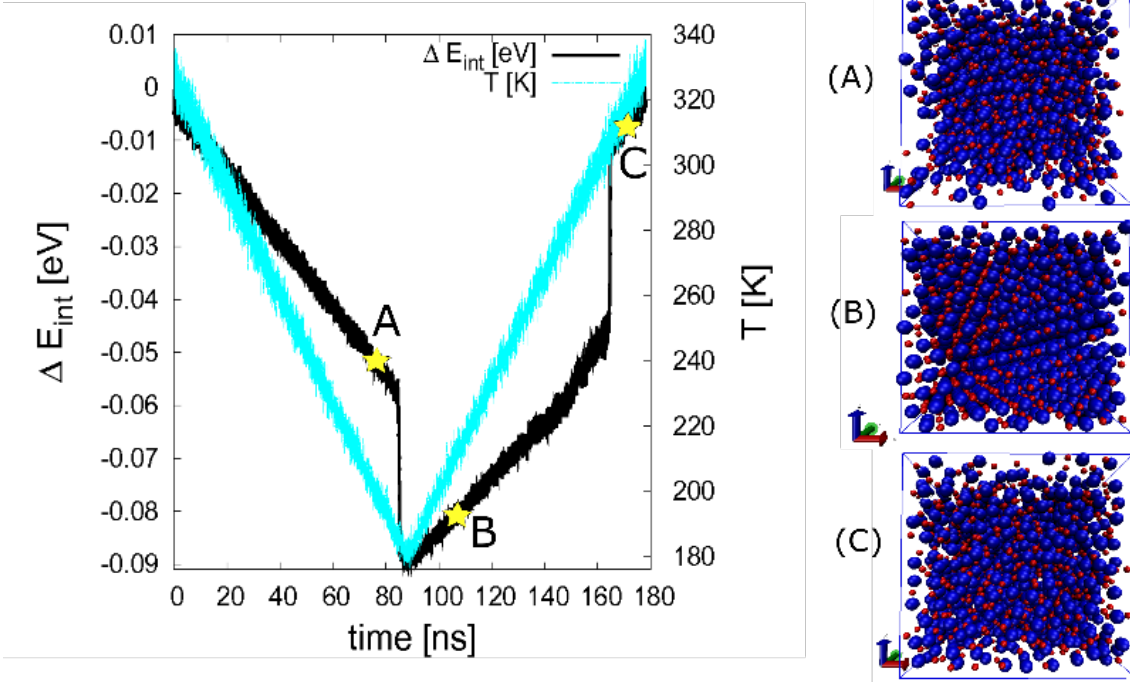 Δ E_int [eV]
T [K]
0.01
0
-0.01
-0.02
-0.03
-0.04
-0.05
-0.06
-0.07
-0.08
-0.09
Δ E_int [eV]
340
320
300
280
260
240
220
200
180
T [K]
0 20 40 60 80 100 120 140 160 180
time [ns]
A
B
C
(A)
(B)
(C)